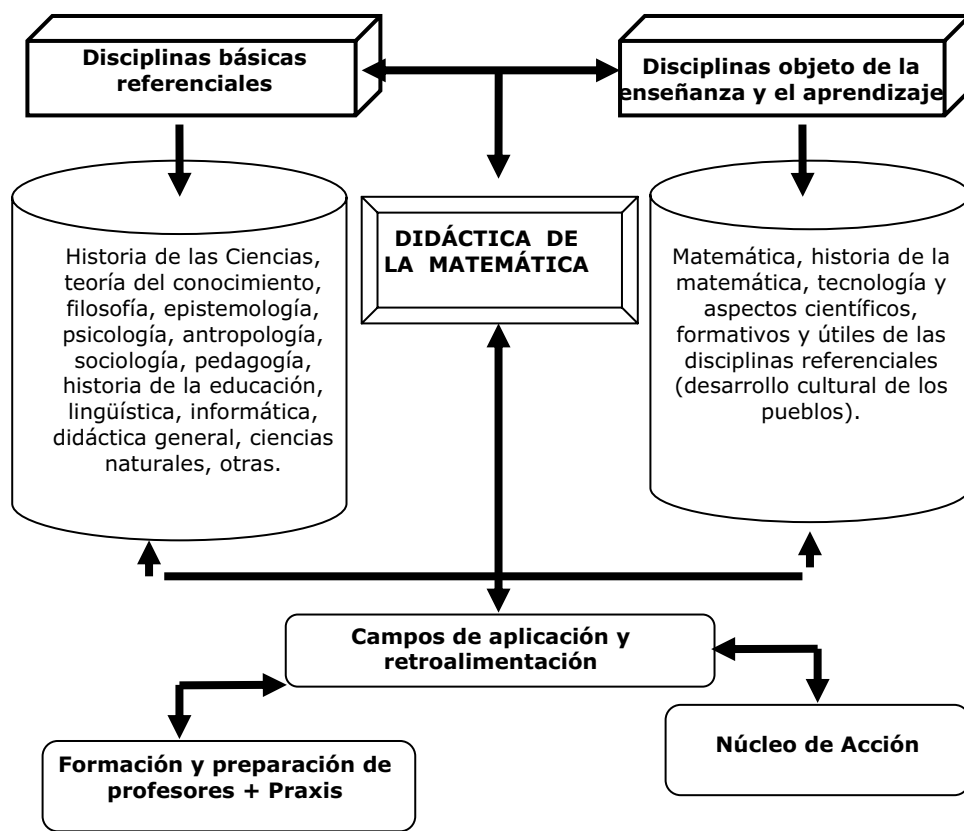 Disciplinas básicas
referenciales
Disciplinas objeto de la
enseñanza y el aprendizaje
DIDÁCTICA DE
LA MATEMÁTICA
Historia de las Ciencias,
teoría del conocimiento,
filosofía, epistemología,
psicología, antropología,
sociología, pedagogía,
historia de la educación,
lingüística, informática,
didáctica general, ciencias
naturales, otras.
Matemática, historia de la
matemática, tecnología y
aspectos científicos,
formativos y útiles de las
disciplinas referenciales
(desarrollo cultural de los
pueblos).
Campos de aplicación y
retroalimentación
Formación y preparación de
profesores + Praxis
Núcleo de Acción